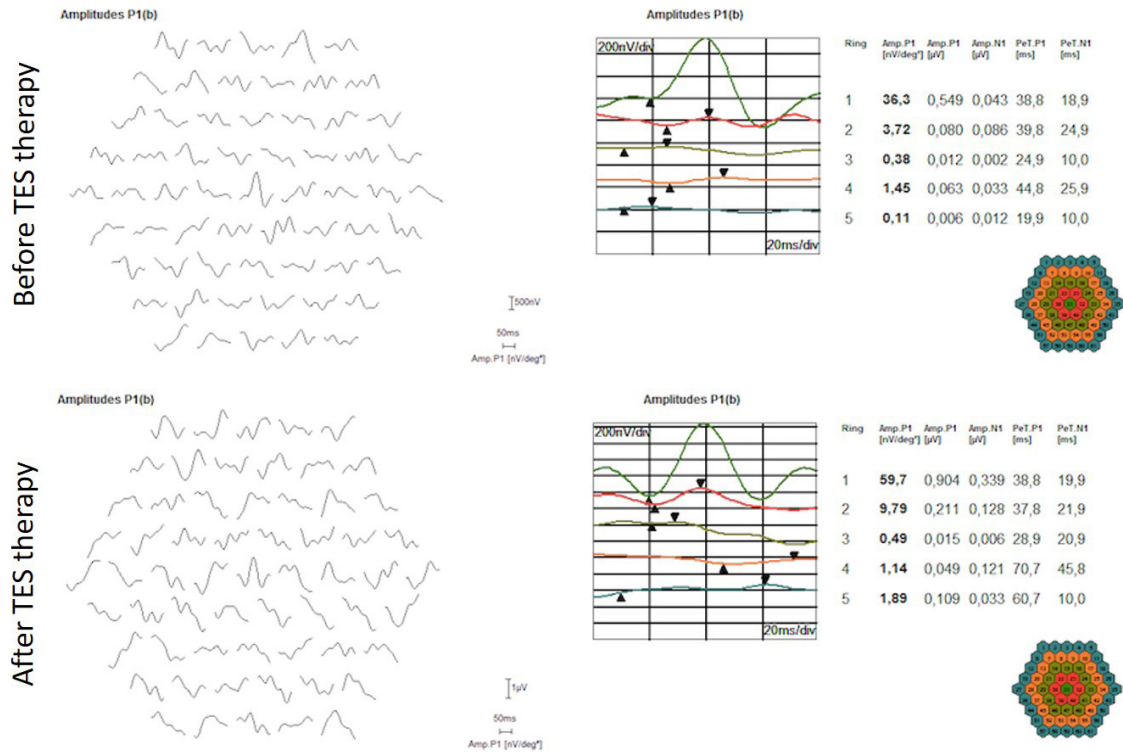 Before TES therapy
Amplitudes P1(b)
500nV
50ms
Amp.P1 [nV/deg²]
Amplitudes P1(b)
200nV/div
20ms/div
Ring Amp.P1 Amp.P1 Amp.N1 PeT.P1 PeT.N1
[nV/deg²] [µV] [µV] [ms] [ms]
1 36,3 0,549 0,043 38,8 18,9
2 3,72 0,080 0,086 39,8 24,9
3 0,38 0,012 0,002 24,9 10,0
4 1,45 0,063 0,033 44,8 25,9
5 0,11 0,006 0,012 19,9 10,0
After TES therapy
Amplitudes P1(b)
1µV
50ms
Amp.P1 [nV/deg²]
Amplitudes P1(b)
200nV/div
20ms/div
Ring Amp.P1 Amp.P1 Amp.N1 PeT.P1 PeT.N1
[nV/deg²] [µV] [µV] [ms] [ms]
1 59,7 0,904 0,339 38,8 19,9
2 9,79 0,211 0,128 37,8 21,9
3 0,49 0,015 0,006 28,9 20,9
4 1,14 0,049 0,121 70,7 45,8
5 1,89 0,109 0,033 60,7 10,0